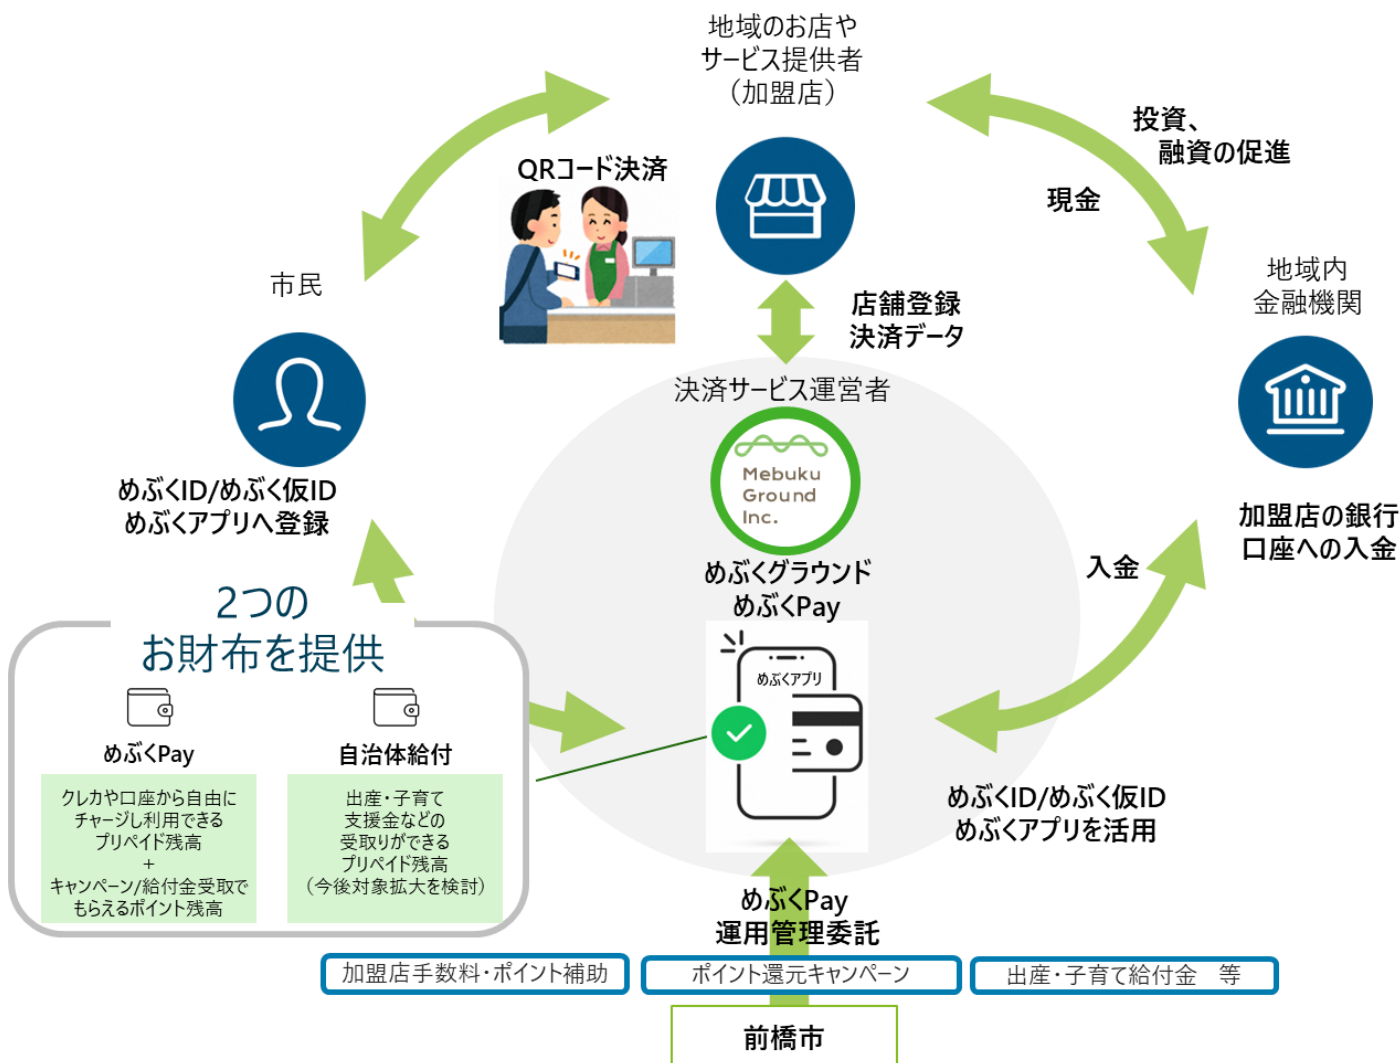 地域のお店や
サービス提供者
（加盟店）
投資、
融資の促進
現金
QRコード決済
市民
地域内
金融機関
店舗登録
決済データ
決済サービス運営者
Mebuku
Ground
Inc.
めぶくID/めぶく仮ID
めぶくアプリへ登録
加盟店の銀行
口座への入金
入金
めぶくグラウンド
めぶくPay
2つの
お財布を提供
めぶくアプリ
めぶくPay
自治体給付
クレカや口座から自由に
チャージし利用できる
プリペイド残高
+
キャンペーン/給付金受取で
もらえるポイント残高
出産・子育て
支援金などの
受取りができる
プリペイド残高
（今後対象拡大を検討）
めぶくID/めぶく仮ID
めぶくアプリを活用
めぶくPay
運用管理委託
加盟店手数料・ポイント補助
ポイント還元キャンペーン
出産・子育て給付金　等
前橋市